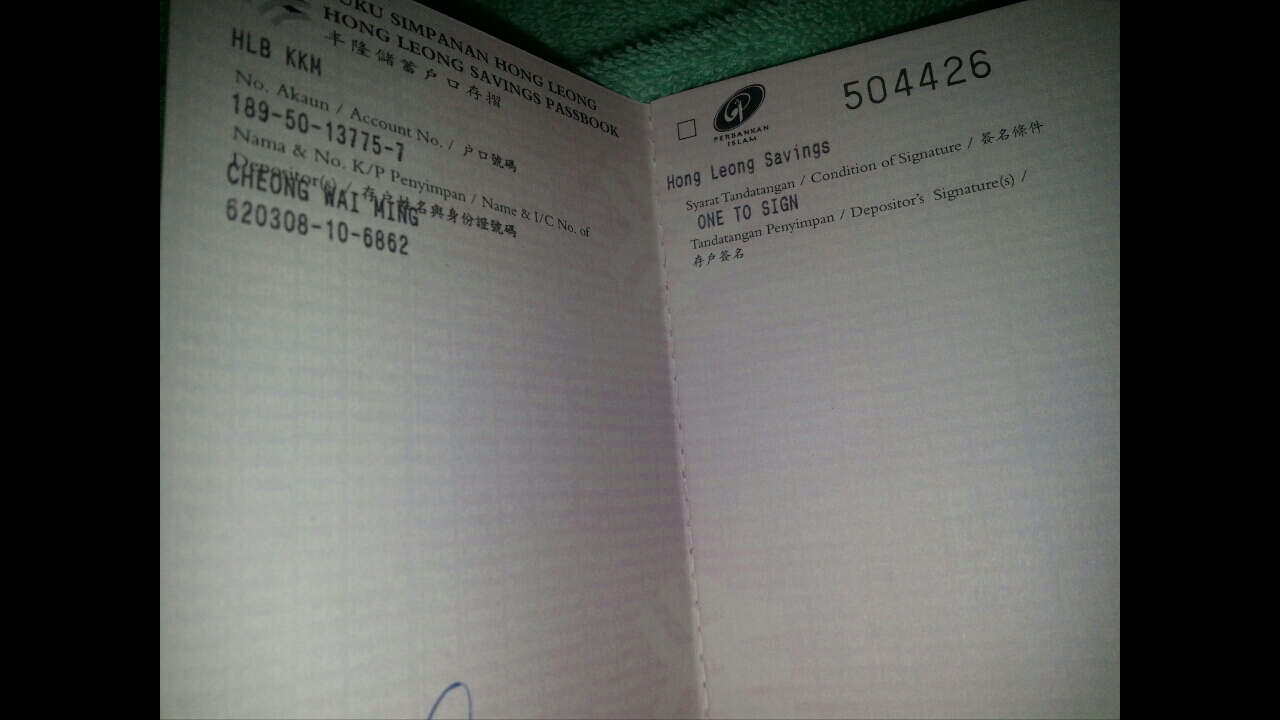 BUKU SIMPANAN HONG LEONG
HONG LEONG SAVINGS PASSBOOK
丰隆儲蓄户口存摺
HLB KKM
No. Akaun / Account No. / 户口號碼
189-50-13775-7
Nama & No. K/P Penyimpan / Name & I/C No. of
Depositor(s) / 存户姓名與身份證號碼
CHEONG WAI MING
620308-10-6862
504426
PERBANKAN
ISLAM
Hong Leong Savings
Syarat Tandatangan / Condition of Signature / 簽名條件
ONE TO SIGN
Tandatangan Penyimpan / Depositor's Signature(s) /
存戶簽名